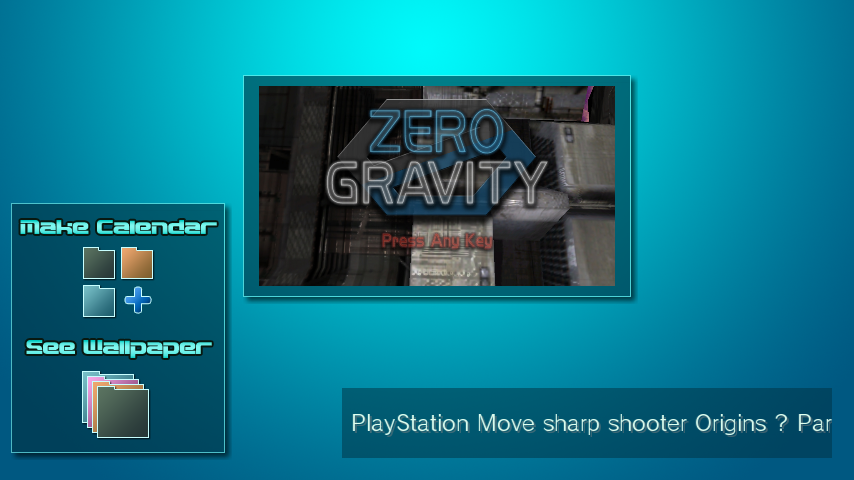 ZERO
GRAVITY
Press Any Key
Make Calendar
See Wallpaper
PlayStation Move sharp shooter Origins ? Par